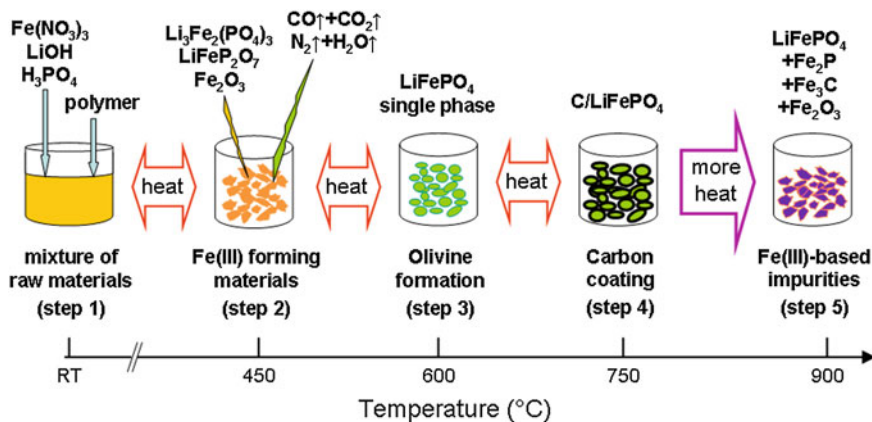 Fe(NO₃)₃
LiOH
H₃PO₄
polymer
Li₃Fe₂(PO₄)₃
LiFeP₂O₇
Fe₂O₃
CO↑+CO₂↑
N₂↑+H₂O↑
LiFePO₄
single phase
C/LiFePO₄
LiFePO₄
+Fe₂P
+Fe₃C
+Fe₂O₃
heat
heat
heat
more
heat
mixture of
raw materials
(step 1)
Fe(III) forming
materials
(step 2)
Olivine
formation
(step 3)
Carbon
coating
(step 4)
Fe(III)-based
impurities
(step 5)
RT
450
600
750
900
Temperature (°C)